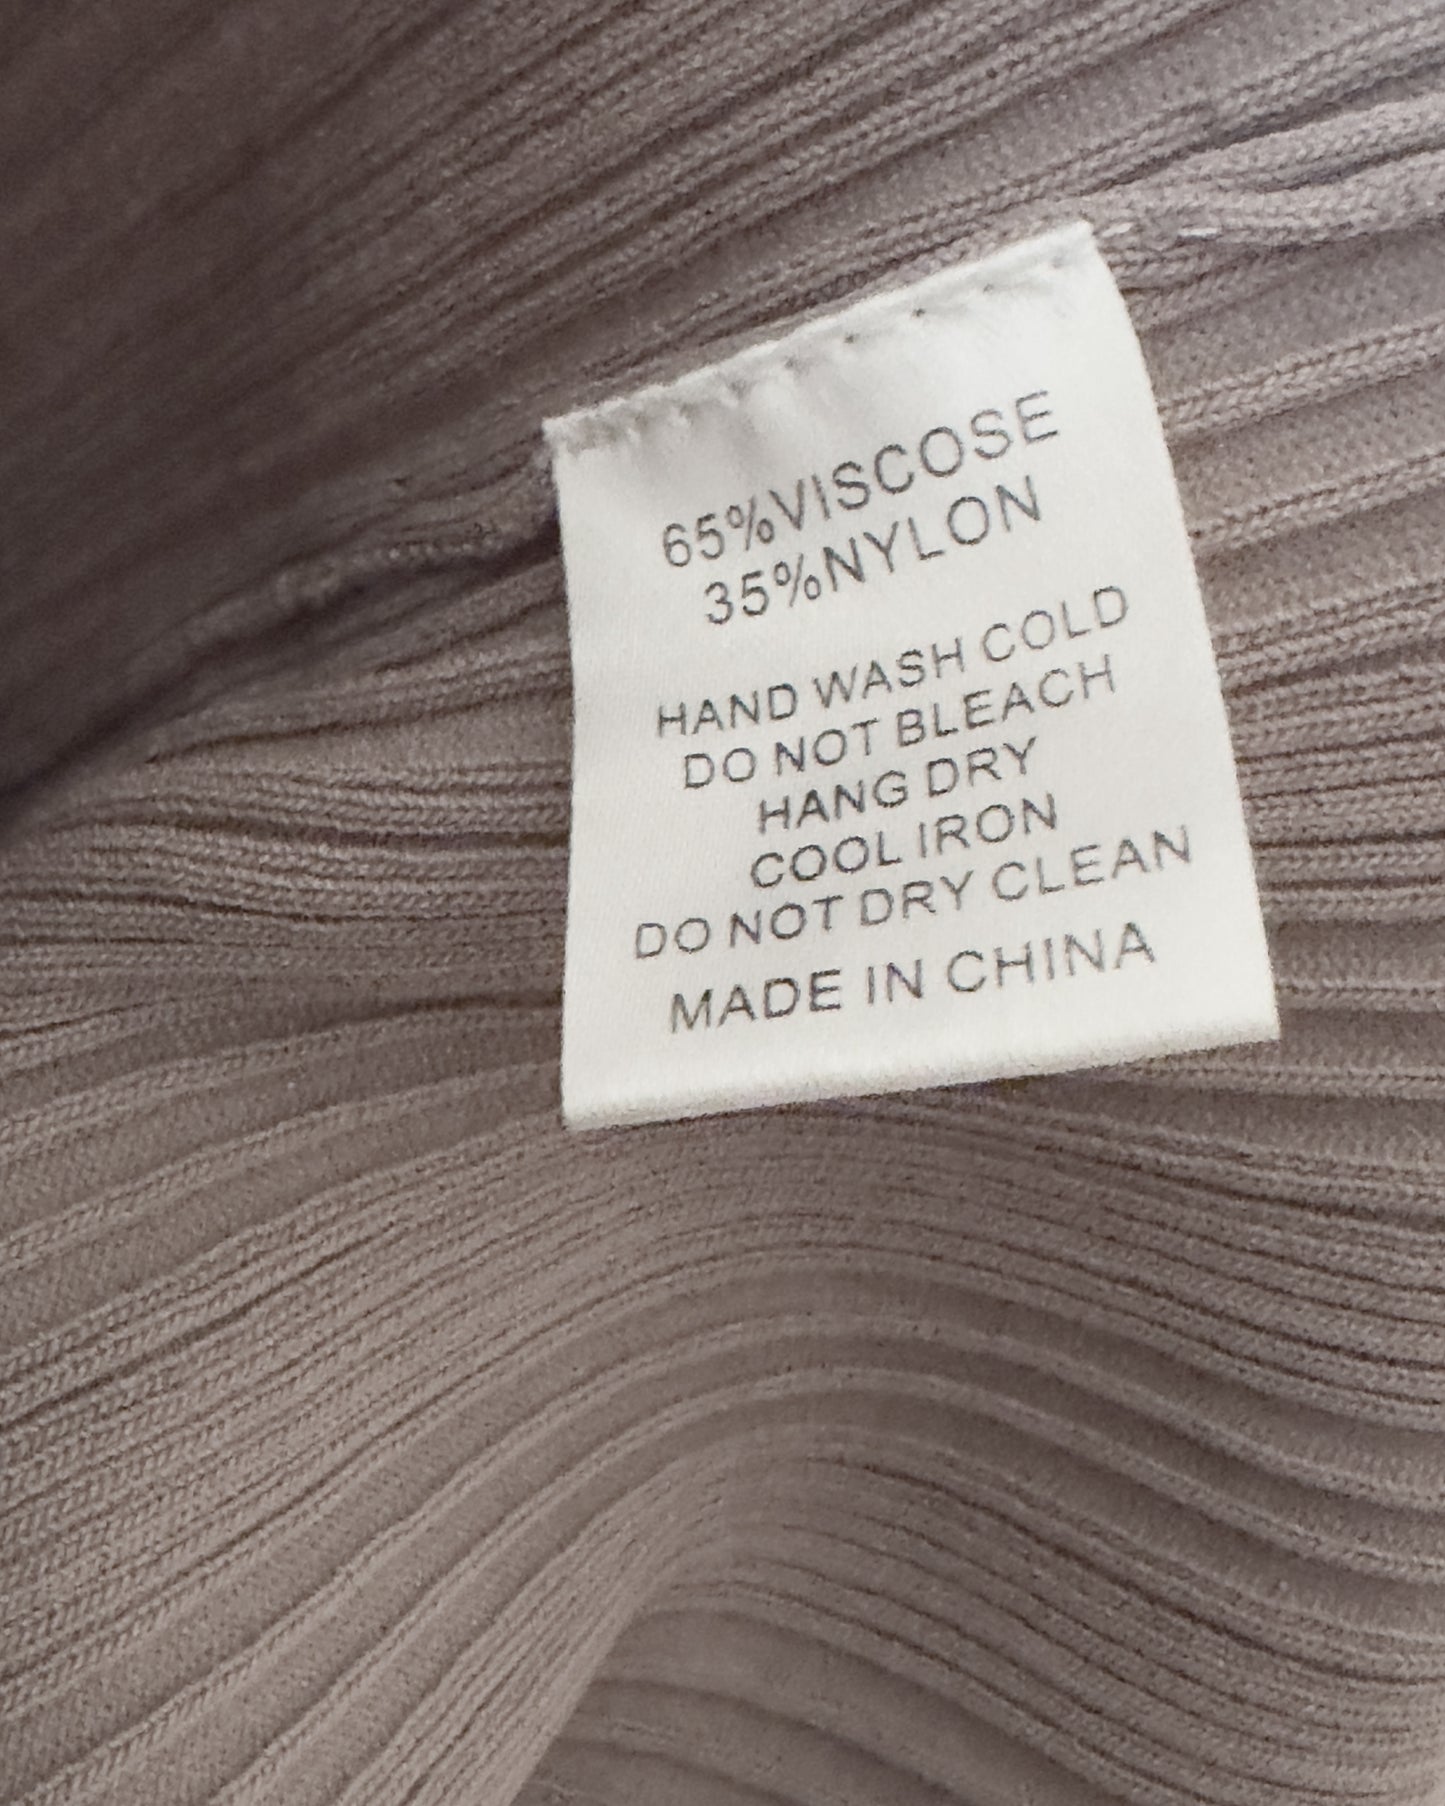 65%VISCOSE
35%NYLON
HAND WASH COLD
DO NOT BLEACH
HANG DRY
COOL IRON
DO NOT DRY CLEAN
MADE IN CHINA